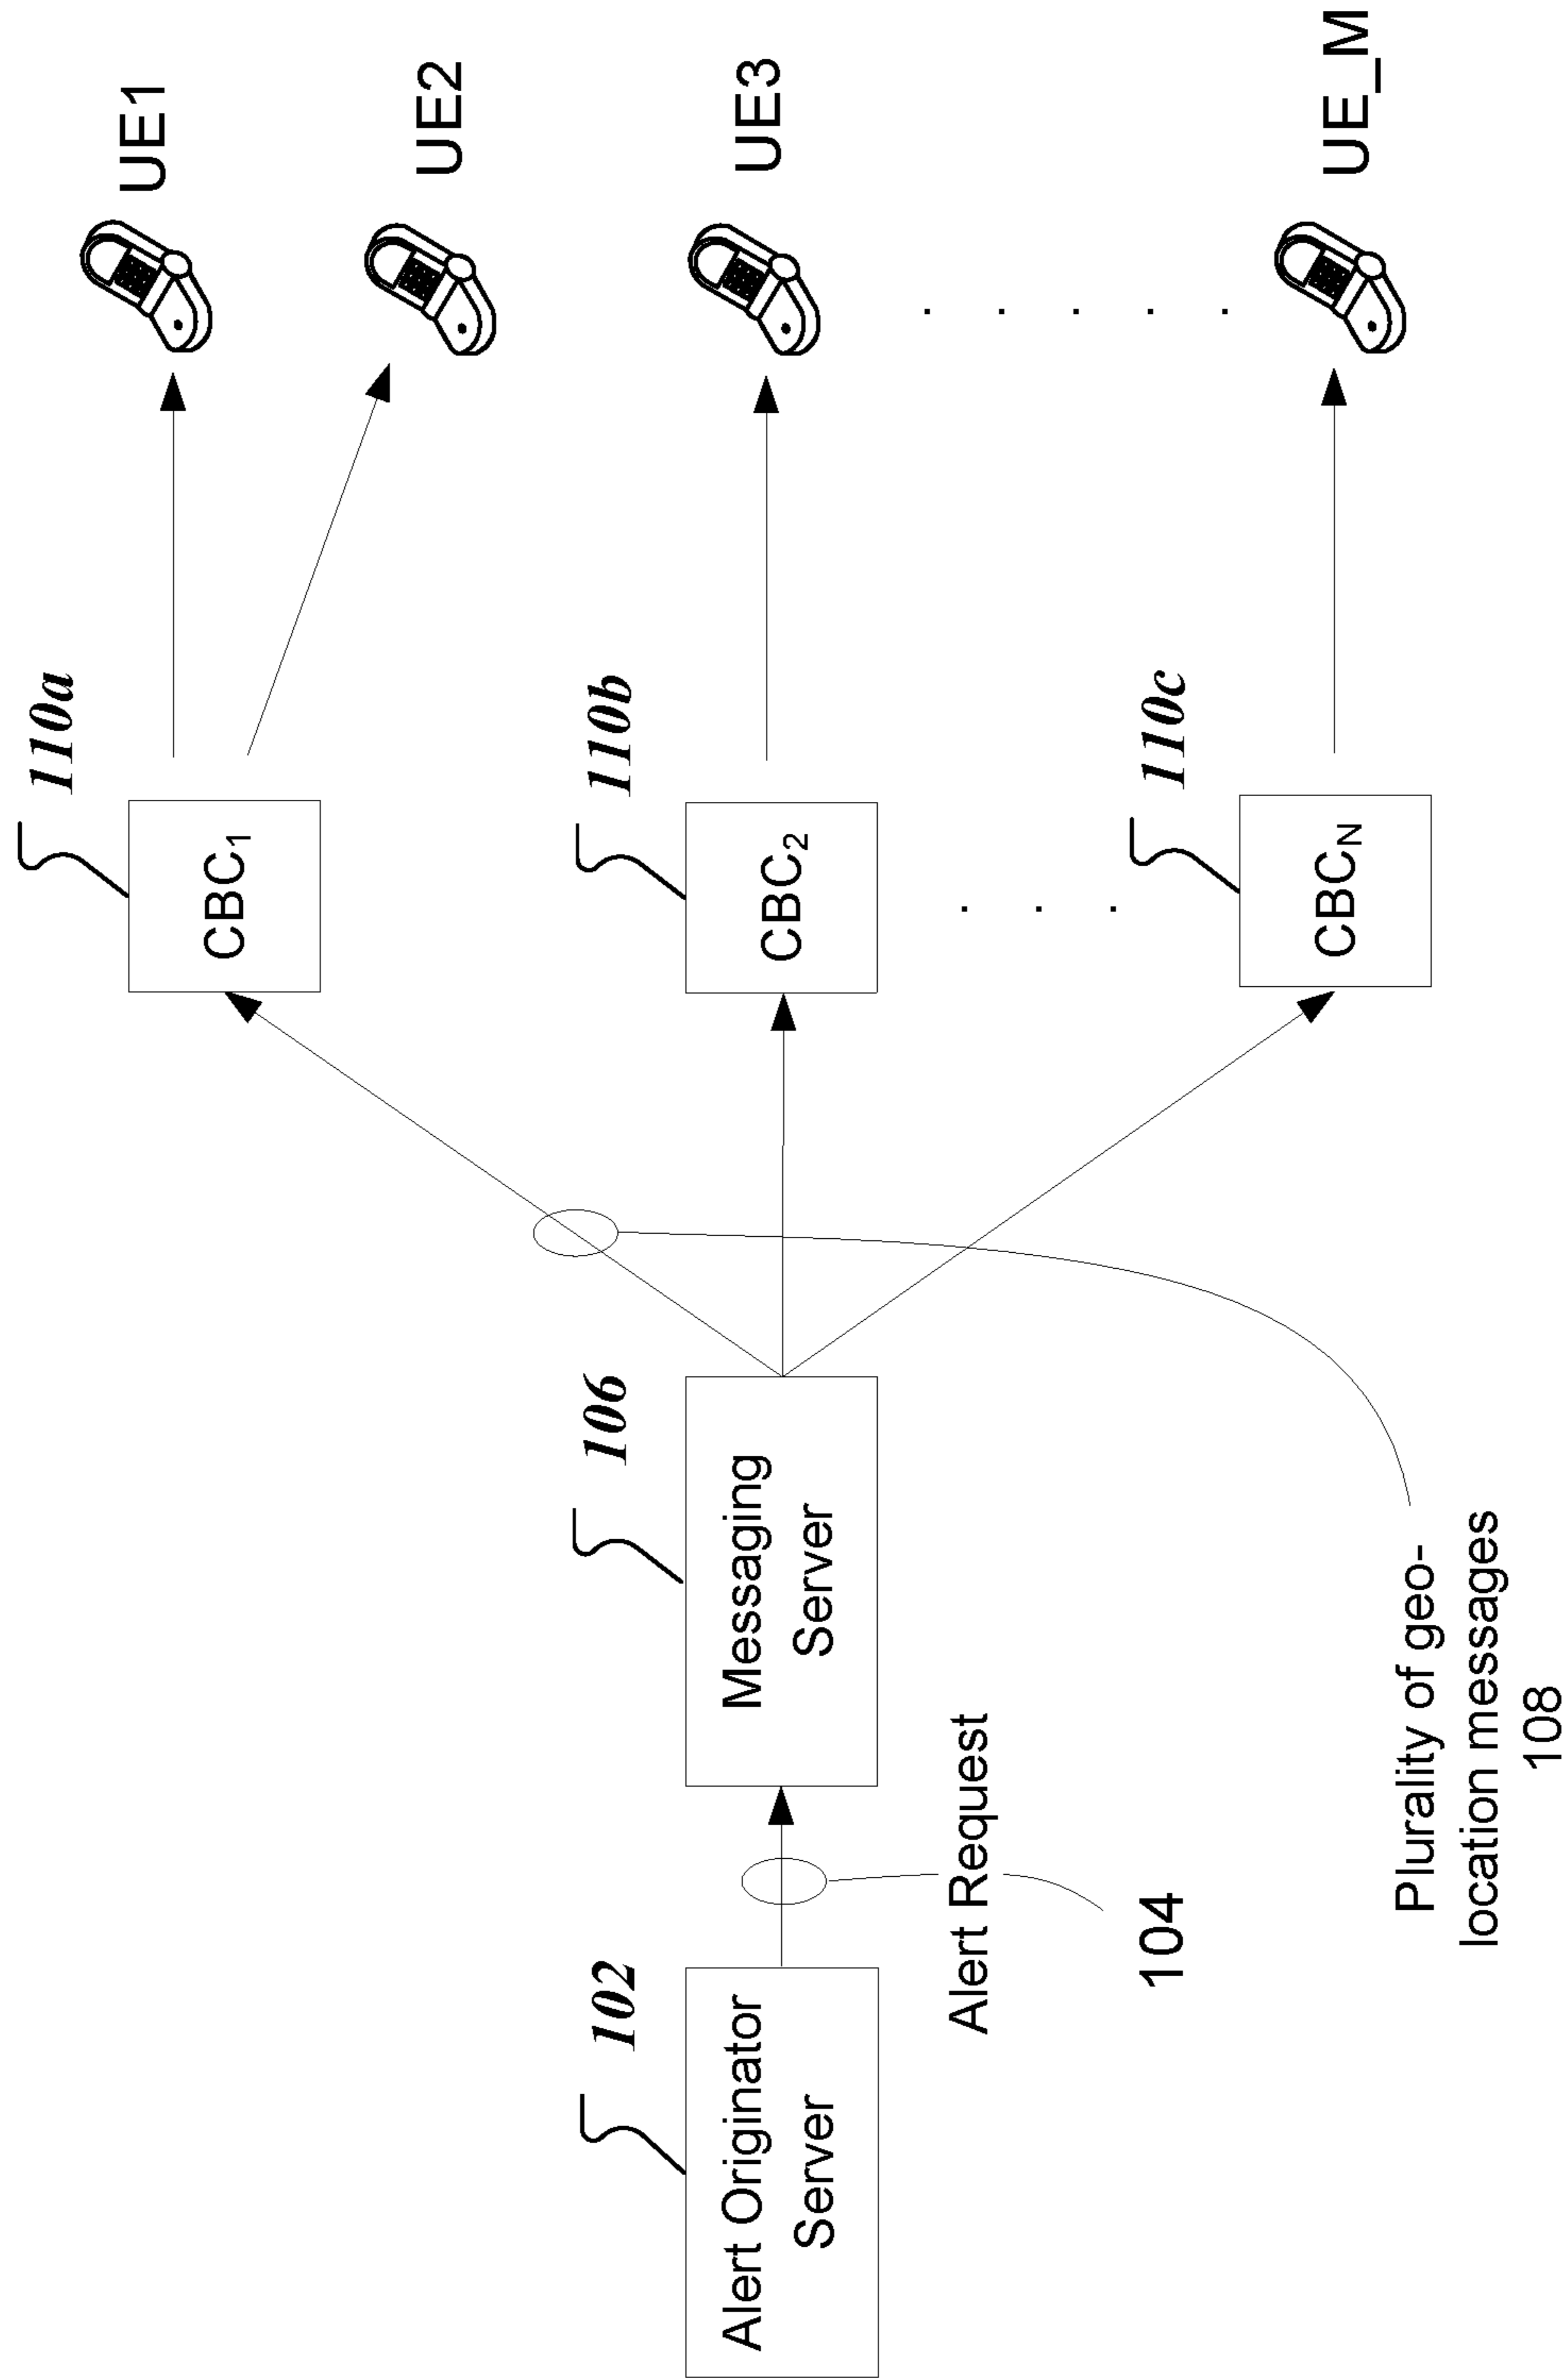 110a
UE1
CBC1
UE2
102
106
110b
Alert Originator
Server
Messaging
Server
CBC2
UE3
Alert Request
104
110c
CBCN
UE_M
Plurality of geo-
location messages
108